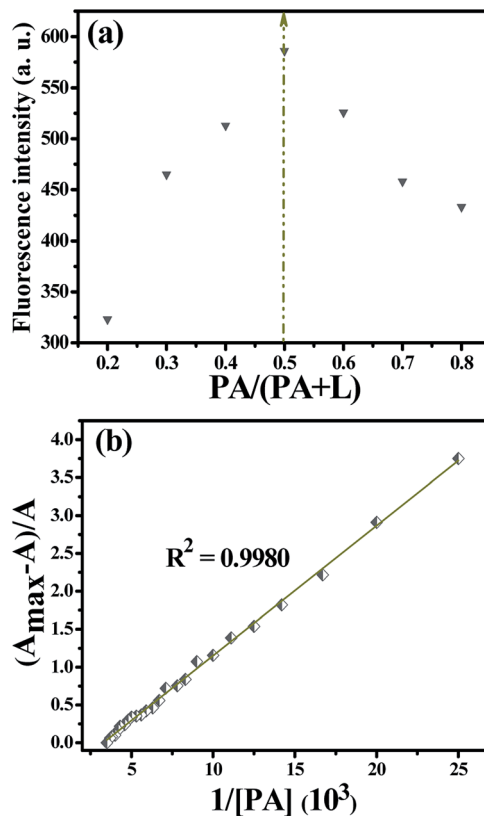 (a)
Fluorescence intensity (a. u.)
600
550
500
450
400
350
300
0.2 0.3 0.4 0.5 0.6 0.7 0.8
PA/(PA+L)
(b)
(Amax-A)/A
4.0
3.5
3.0
2.5
2.0
1.5
1.0
0.5
0.0
R² = 0.9980
5 10 15 20 25
1/[PA] (10³)